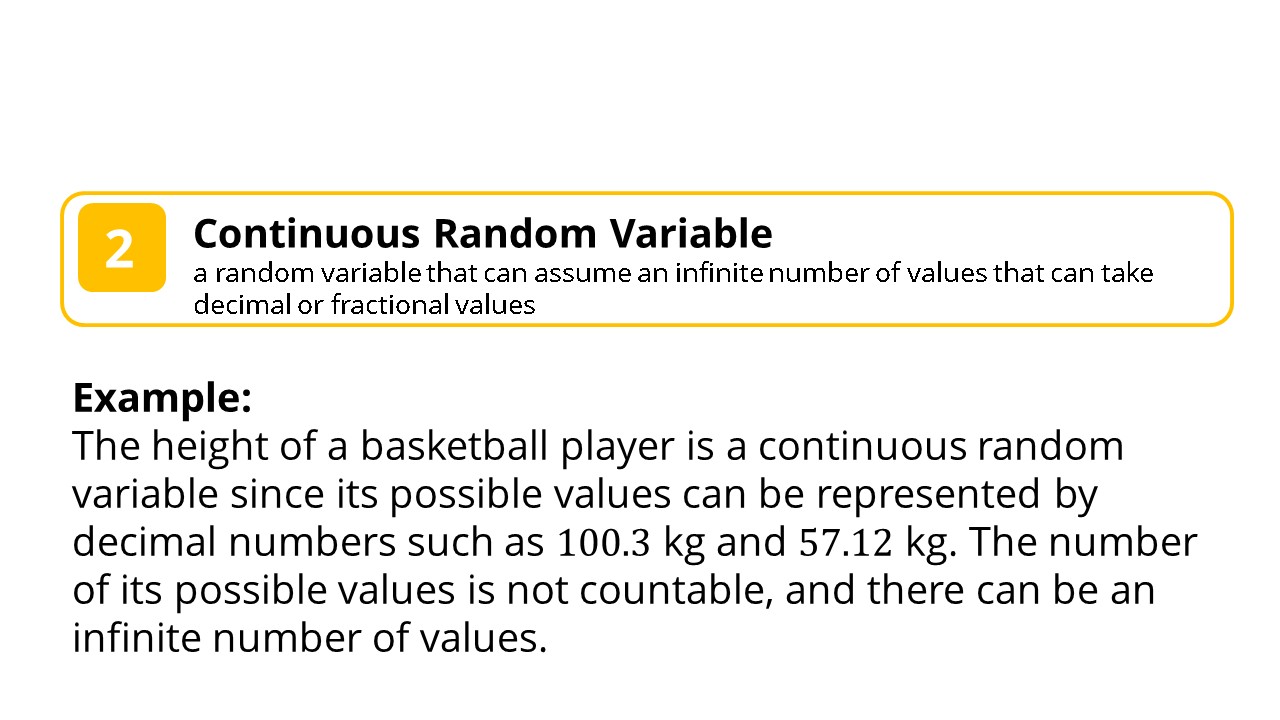 2
Continuous Random Variable
a random variable that can assume an infinite number of values that can take
decimal or fractional values
Example:
The height of a basketball player is a continuous random
variable since its possible values can be represented by
decimal numbers such as 100.3 kg and 57.12 kg. The number
of its possible values is not countable, and there can be an
infinite number of values.